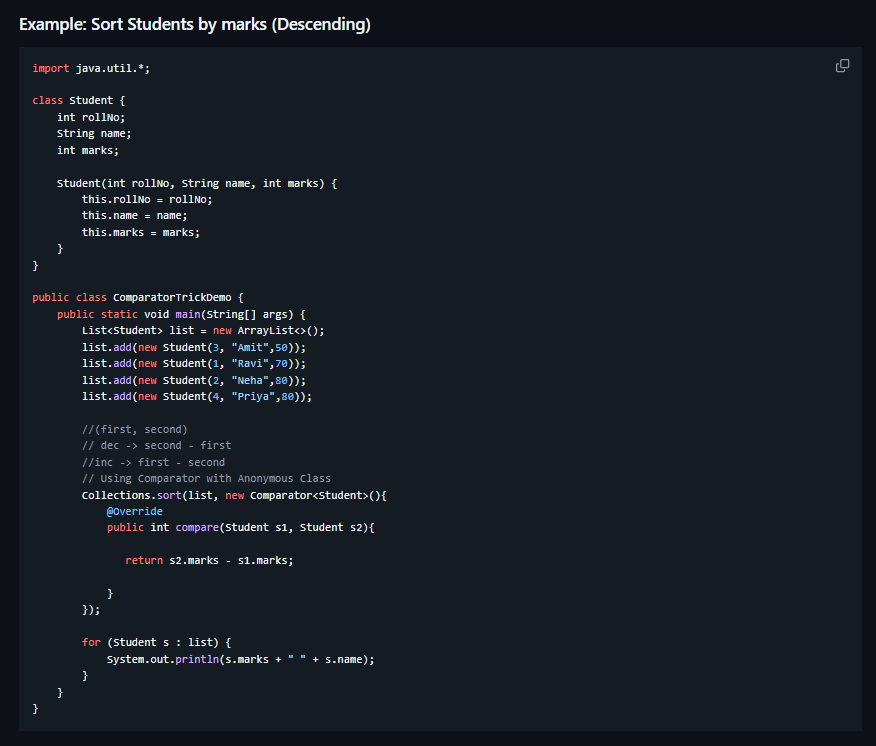 Example: Sort Students by marks (Descending)
import java.util.*;
class Student {
    int rollNo;
    String name;
    int marks;
    Student(int rollNo, String name, int marks) {
        this.rollNo = rollNo;
        this.name = name;
        this.marks = marks;
    }
}
public class ComparatorTrickDemo {
    public static void main(String[] args) {
        List<Student> list = new ArrayList<>();
        list.add(new Student(3, "Amit",50));
        list.add(new Student(1, "Ravi",70));
        list.add(new Student(2, "Neha",80));
        list.add(new Student(4, "Priya",80));
        //(first, second)
        // dec -> second - first
        //inc -> first - second
        // Using Comparator with Anonymous Class
        Collections.sort(list, new Comparator<Student>(){
            @Override
            public int compare(Student s1, Student s2){
               return s2.marks - s1.marks;
            }
        });
        for (Student s : list) {
            System.out.println(s.marks + " " + s.name);
        }
    }
}